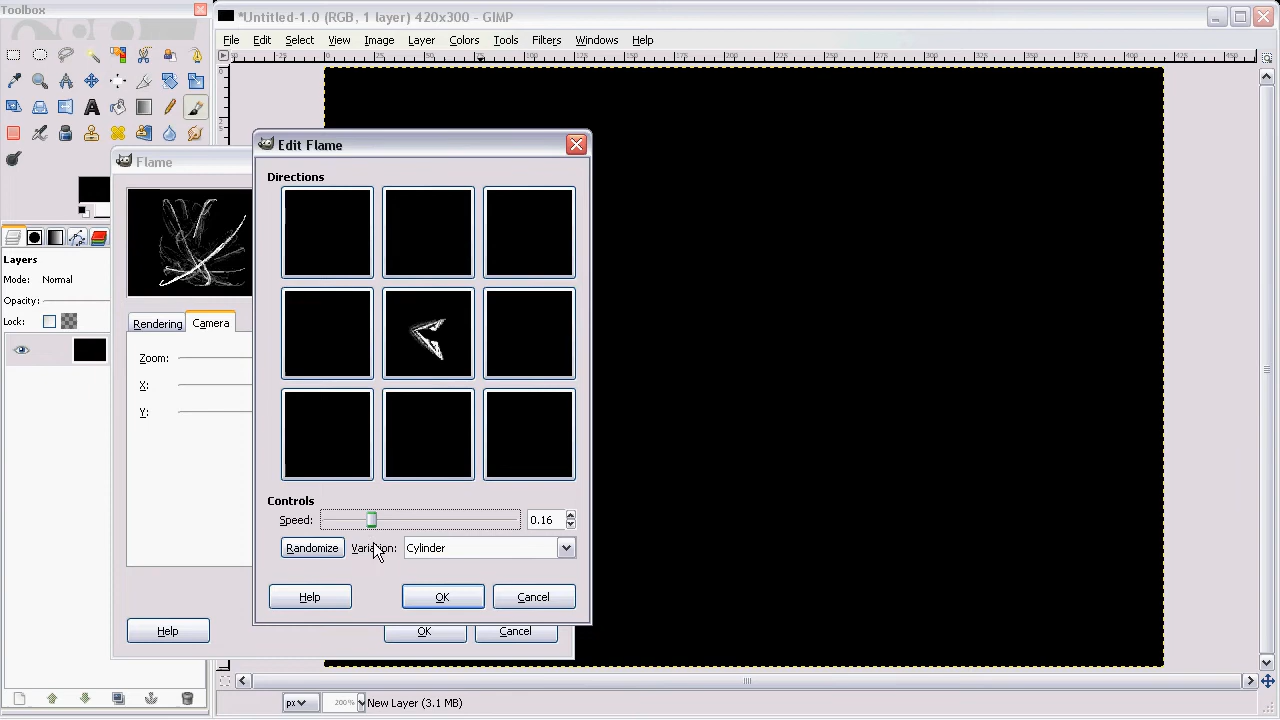 Toolbox
*Untitled-1.0 (RGB, 1 layer) 420x300 - GIMP
File Edit Select View Image Layer Colors Tools Filters Windows Help
Flame
Edit Flame
Directions
Layers
Mode: Normal
Opacity:
Lock:
Rendering Camera
Zoom:
X:
Y:
Controls
Speed: 0.16
Randomize Variation: Cylinder
Help OK Cancel
Help OK Cancel
px 200% New Layer (3.1 MB)